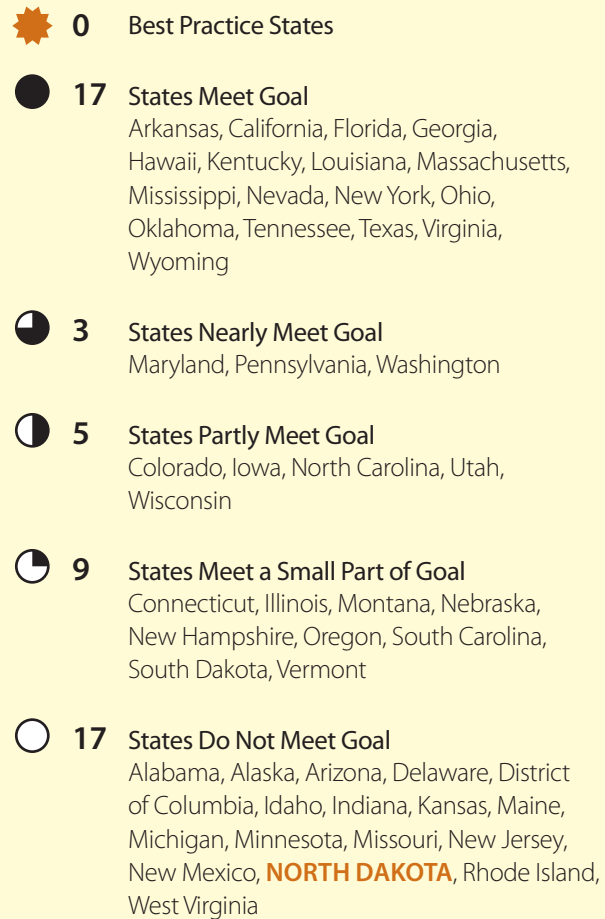 0 Best Practice States
17 States Meet Goal
Arkansas, California, Florida, Georgia,
Hawaii, Kentucky, Louisiana, Massachusetts,
Mississippi, Nevada, New York, Ohio,
Oklahoma, Tennessee, Texas, Virginia,
Wyoming
3 States Nearly Meet Goal
Maryland, Pennsylvania, Washington
5 States Partly Meet Goal
Colorado, Iowa, North Carolina, Utah,
Wisconsin
9 States Meet a Small Part of Goal
Connecticut, Illinois, Montana, Nebraska,
New Hampshire, Oregon, South Carolina,
South Dakota, Vermont
17 States Do Not Meet Goal
Alabama, Alaska, Arizona, Delaware, District
of Columbia, Idaho, Indiana, Kansas, Maine,
Michigan, Minnesota, Missouri, New Jersey,
New Mexico, NORTH DAKOTA, Rhode Island,
West Virginia